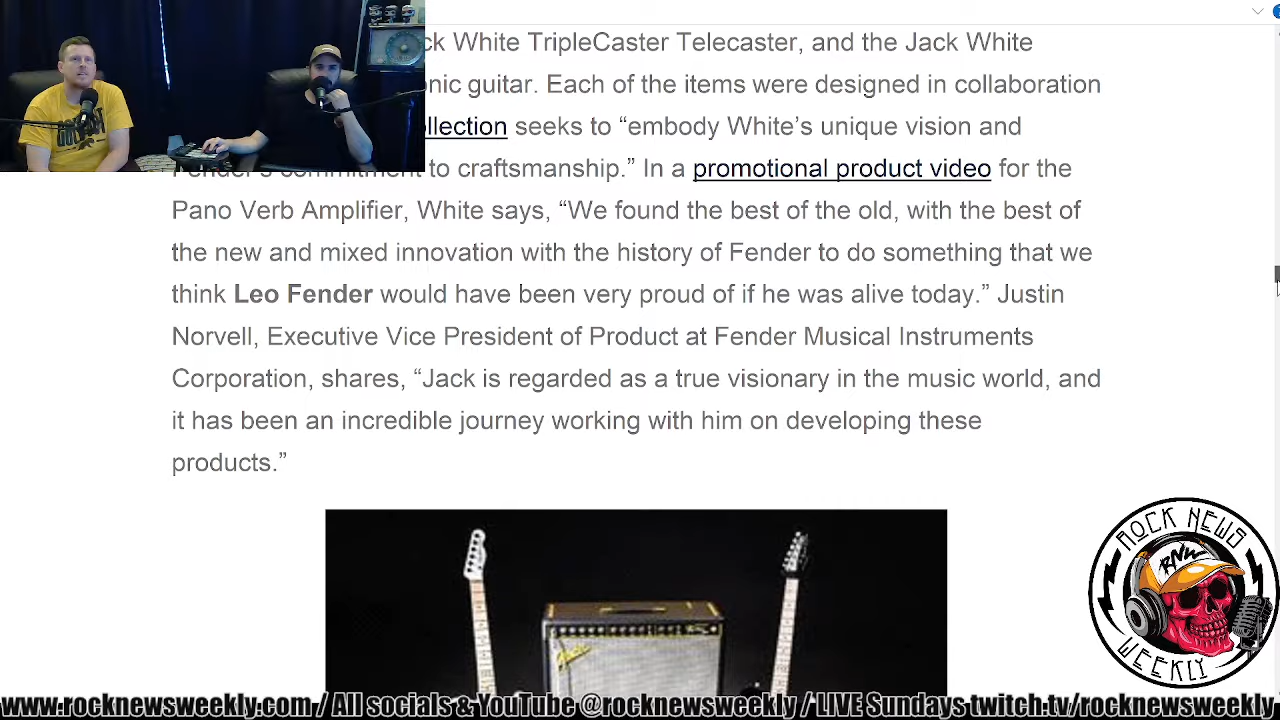 ck White TripleCaster Telecaster, and the Jack White
onic guitar. Each of the items were designed in collaboration
ollection seeks to “embody White’s unique vision and
to craftsmanship.” In a promotional product video for the
Pano Verb Amplifier, White says, “We found the best of the old, with the best of
the new and mixed innovation with the history of Fender to do something that we
think Leo Fender would have been very proud of if he was alive today.” Justin
Norvell, Executive Vice President of Product at Fender Musical Instruments
Corporation, shares, “Jack is regarded as a true visionary in the music world, and
it has been an incredible journey working with him on developing these
products.”
Fender
ROCK NEWS
RNW
WEEKLY
www.rocknewsweekly.com / All socials & YouTube @rocknewsweekly / LIVE Sundays twitch.tv/rocknewsweekly